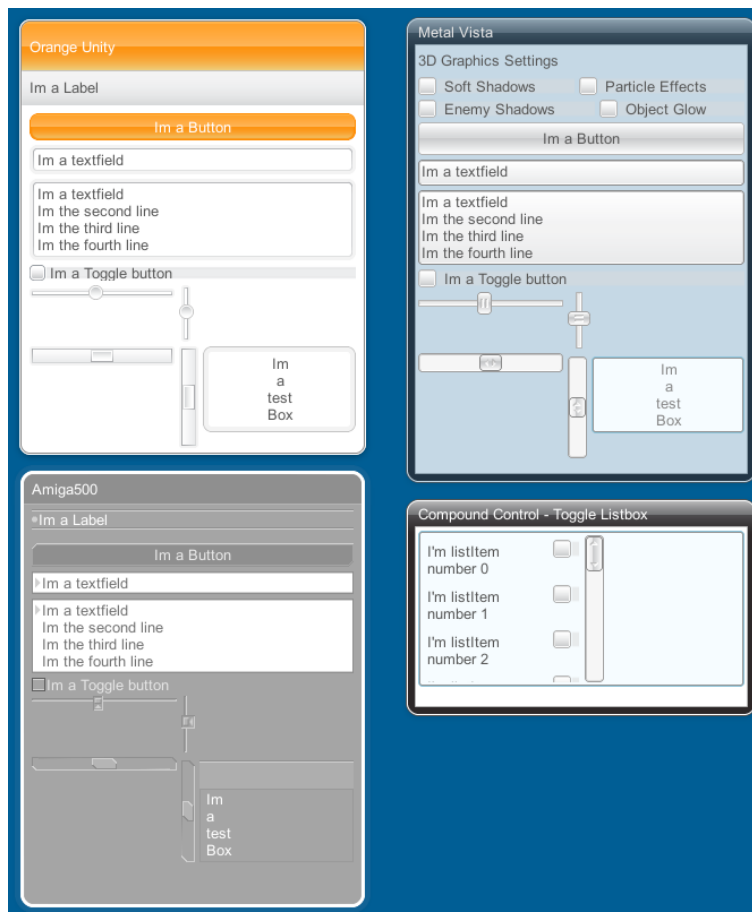 Orange Unity
Im a Label
Im a Button
Im a textfield
Im a textfield
Im the second line
Im the third line
Im the fourth line
Im a Toggle button
Im
a
test
Box
Metal Vista
3D Graphics Settings
Soft Shadows Particle Effects
Enemy Shadows Object Glow
Im a Button
Im a textfield
Im a textfield
Im the second line
Im the third line
Im the fourth line
Im a Toggle button
Im
a
test
Box
Amiga500
Im a Label
Im a Button
Im a textfield
Im a textfield
Im the second line
Im the third line
Im the fourth line
Im a Toggle button
Im
a
test
Box
Compound Control - Toggle Listbox
I'm listItem
number 0
I'm listItem
number 1
I'm listItem
number 2